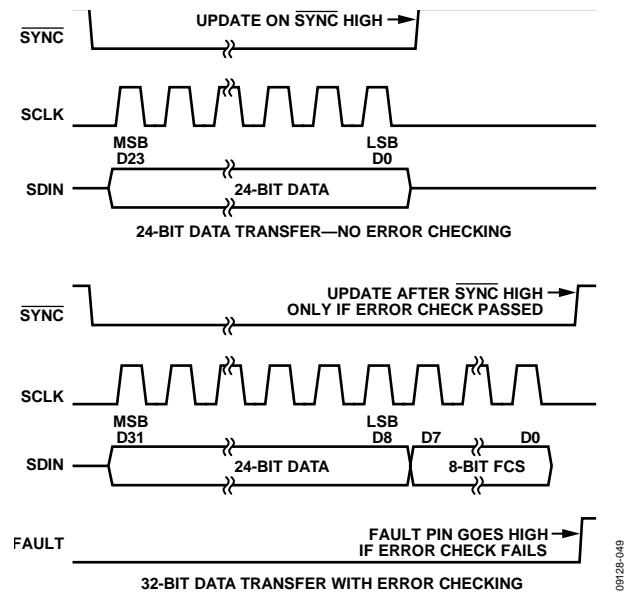 UPDATE ON SYNC HIGH
SYNC
SCLK
MSB
D23
LSB
D0
SDIN
24-BIT DATA
24-BIT DATA TRANSFER—NO ERROR CHECKING
UPDATE AFTER SYNC HIGH
ONLY IF ERROR CHECK PASSED
SYNC
SCLK
MSB
D31
LSB
D8
D7
D0
SDIN
24-BIT DATA
8-BIT FCS
FAULT
FAULT PIN GOES HIGH
IF ERROR CHECK FAILS
32-BIT DATA TRANSFER WITH ERROR CHECKING
09128-049